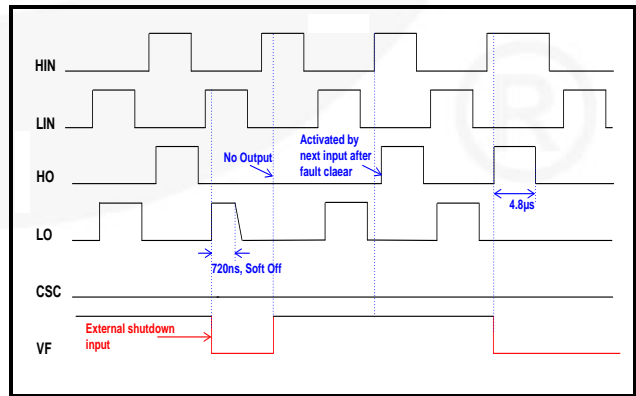 HIN
LIN
HO
No Output
Activated by
next input after
fault claear
4.8µs
LO
720ns, Soft Off
CSC
External shutdown
input
VF
®